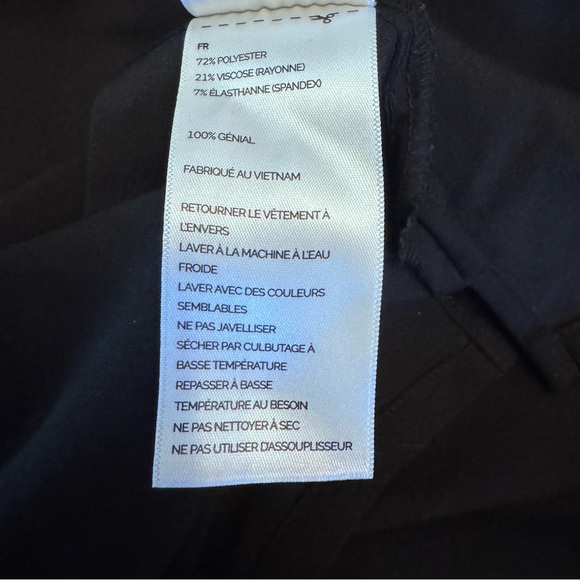 FR
72% POLYESTER
21% VISCOSE (RAYONNE)
7% ÉLASTHANNE (SPANDEX)
100% GÉNIAL
FABRIQUÉ AU VIETNAM
RETOURNER LE VÊTEMENT À
L'ENVERS
LAVER À LA MACHINE À L'EAU
FROIDE
LAVER AVEC DES COULEURS
SEMBLABLES
NE PAS JAVELLISER
SÉCHER PAR CULBUTAGE À
BASSE TEMPÉRATURE
REPASSER À BASSE
TEMPÉRATURE AU BESOIN
NE PAS NETTOYER À SEC
NE PAS UTILISER D'ASSOUPLISSEUR